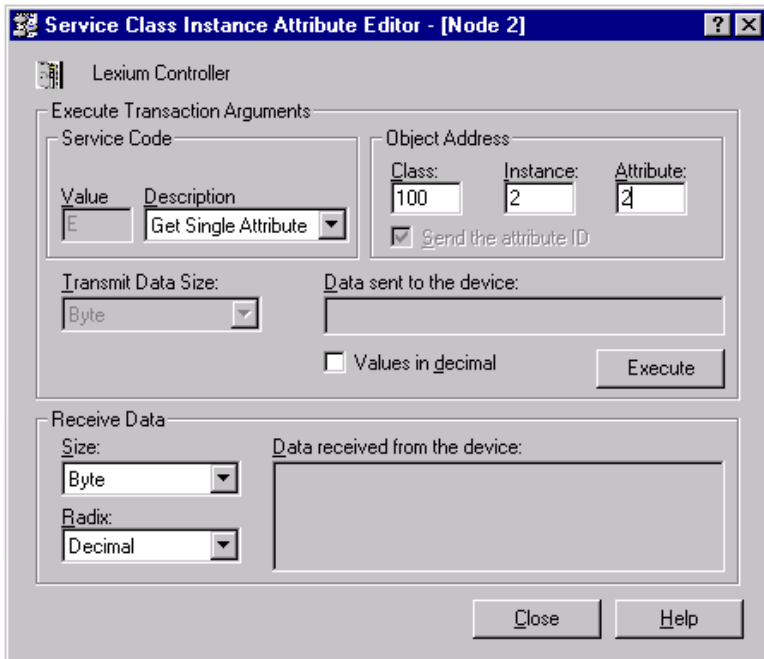 Service Class Instance Attribute Editor - [Node 2]
Lexium Controller
Execute Transaction Arguments
Service Code
Object Address
Value
Description
Class:
Instance:
Attribute:
E
Get Single Attribute
100
2
2
Send the attribute ID
Transmit Data Size:
Data sent to the device:
Byte
Values in decimal
Execute
Receive Data
Size:
Data received from the device:
Byte
Radix:
Decimal
Close
Help